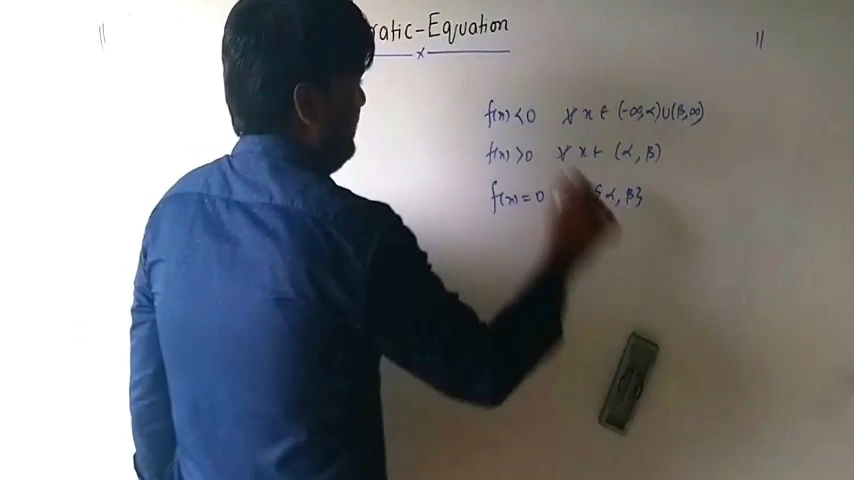 ratic-Equation
f(x) < 0 ∀ x ∈ (-∞, α) ∪ (β, ∞)
f(x) > 0 ∀ x ∈ (α, β)
f(x) = 0 {α, β}